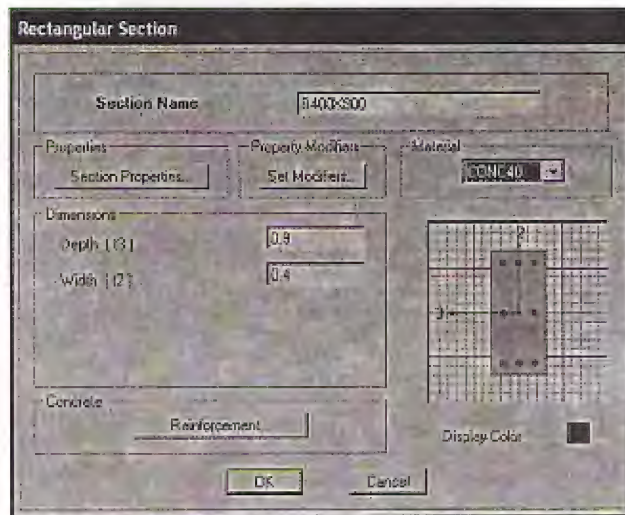 Rectangular Section
Section Name B400X900
Properties
Section Properties...
Property Modifiers
Set Modifiers...
Material
CONC40
Dimensions
Depth (t3) 0.9
Width (t2) 0.4
2
3
Concrete
Reinforcement...
Display Color
OK
Cancel